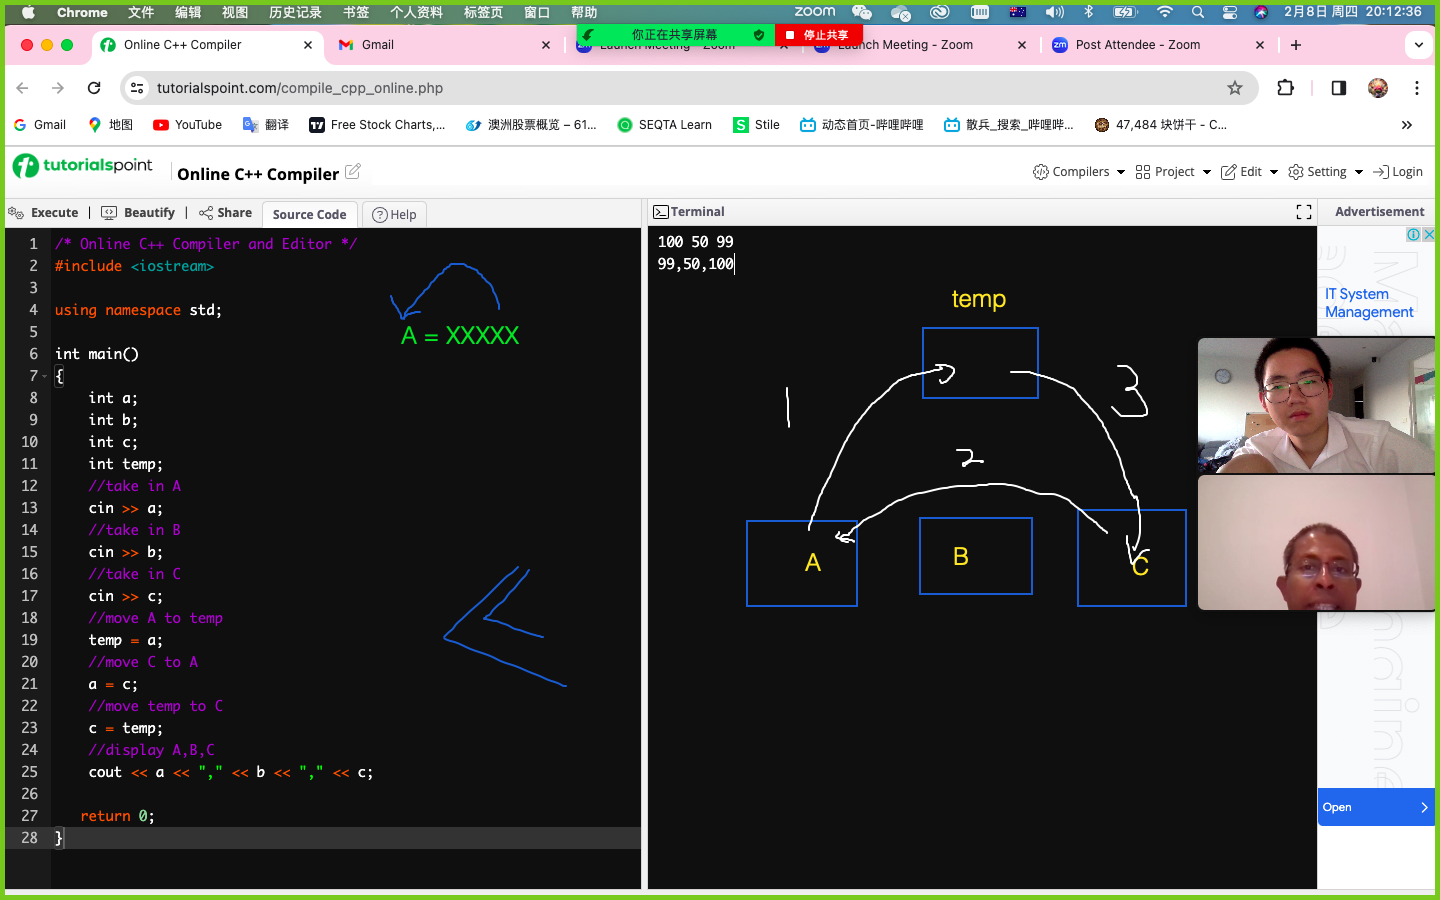 Chrome 文件 编辑 视图 历史记录 书签 个人资料 标签页 窗口 帮助 zoom 2月8日 周四 20:12:36
你正在共享屏幕 停止共享
Online C++ Compiler Gmail Launch Meeting - Zoom Launch Meeting - Zoom Post Attendee - Zoom
tutorialspoint.com/compile_cpp_online.php
Gmail 地图 YouTube 翻译 Free Stock Charts,... 澳洲股票概览 – 61... SEQTA Learn Stile 动态首页-哔哩哔哩 散兵_搜索_哔哩哔... 47,484 块饼干 - C...
tutorialspoint Online C++ Compiler Compilers Project Edit Setting Login
Execute | Beautify | Share Source Code Help
Terminal
Advertisement
1 /* Online C++ Compiler and Editor */
2 #include <iostream>
3
4 using namespace std;
5
6 int main()
7 {
8 int a;
9 int b;
10 int c;
11 int temp;
12 //take in A
13 cin >> a;
14 //take in B
15 cin >> b;
16 //take in C
17 cin >> c;
18 //move A to temp
19 temp = a;
20 //move C to A
21 a = c;
22 //move temp to C
23 c = temp;
24 //display A,B,C
25 cout << a << "," << b << "," << c;
26
27 return 0;
28 }
A = XXXXX
100 50 99
99,50,100
temp
1
3
2
A
B
C
IT System
Management
Open